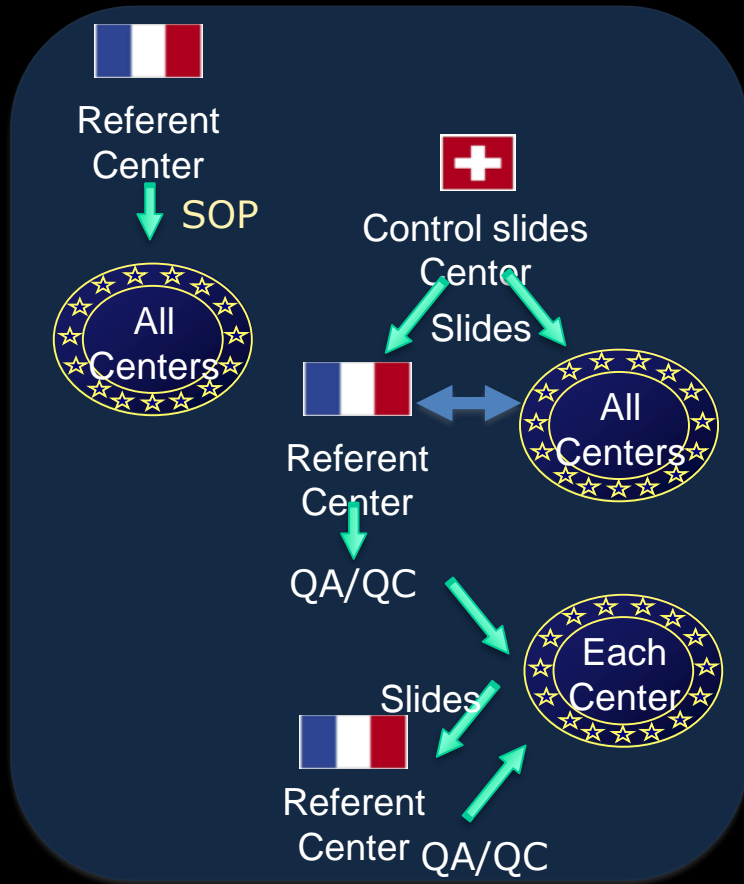 Referent
Center
SOP
All
Centers
Control slides
Center
Slides
All
Centers
Referent
Center
QA/QC
Each
Center
Slides
Referent
Center
QA/QC